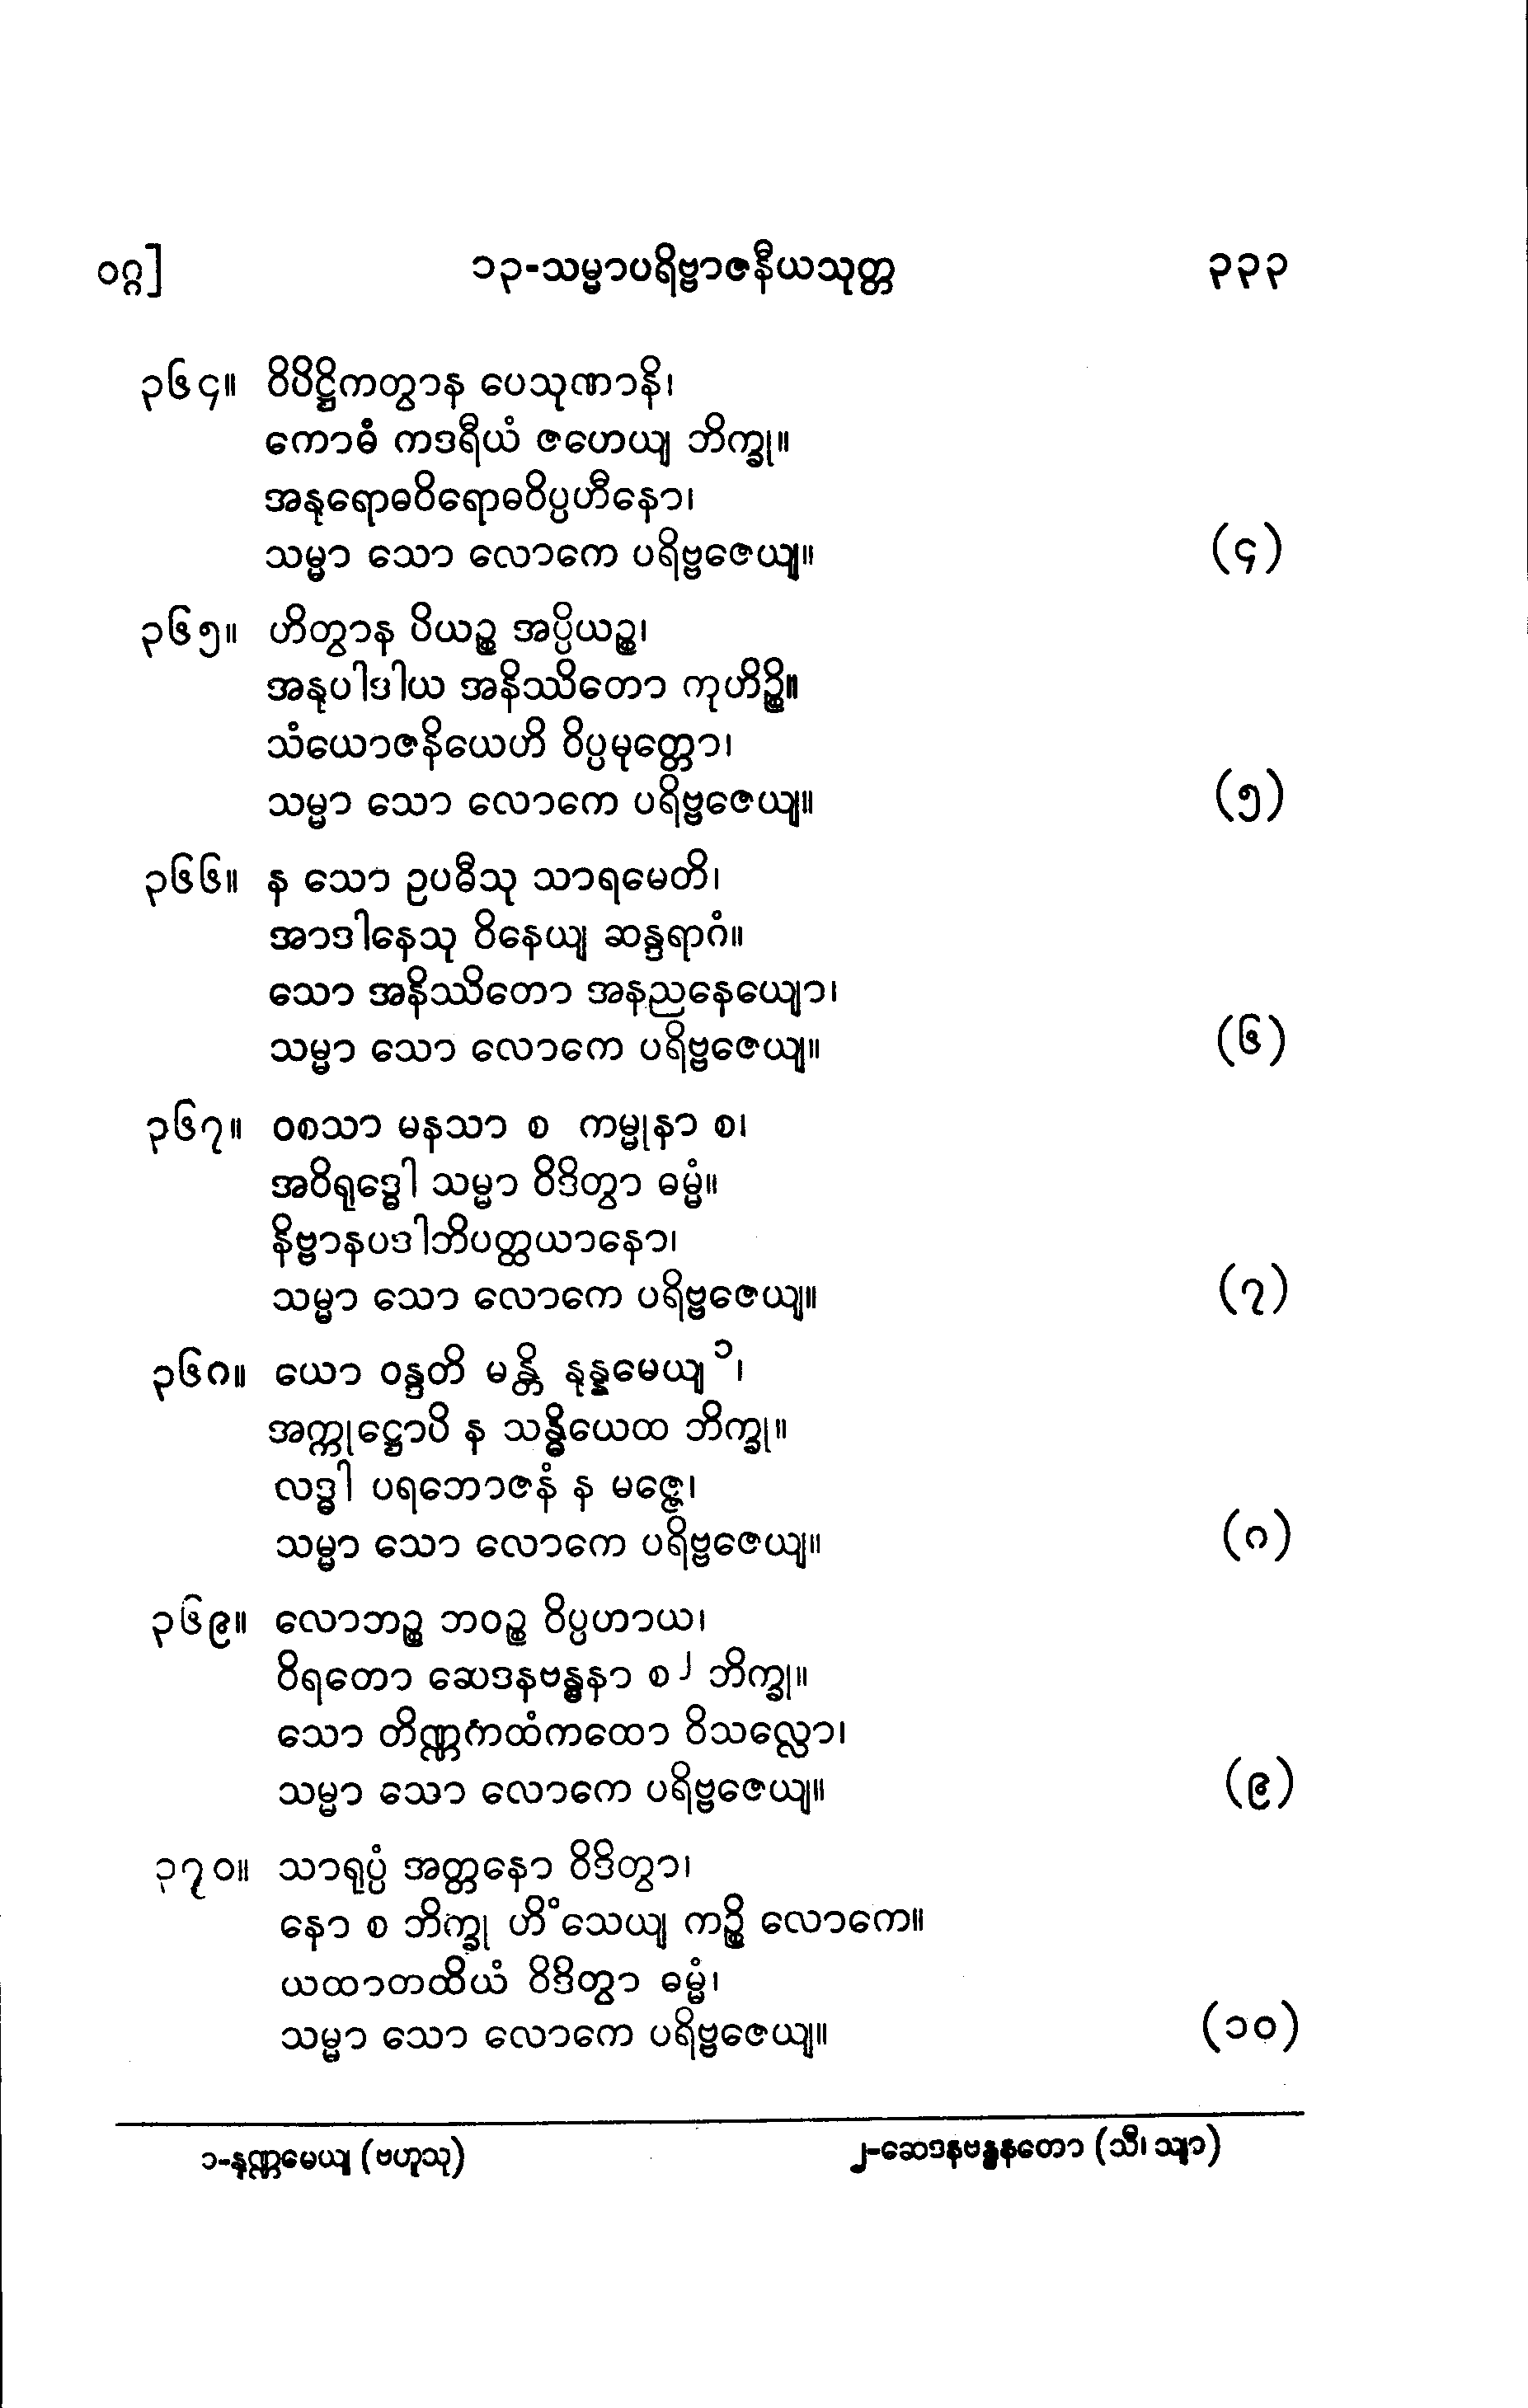 ဝဂ္ဂ] ၁၃-သမ္မာပရိဗ္ဗာဇနီယသုတ္တ ၃၃၃
၃၆၄။ ဝိပိဋ္ဌိကတွာန ပေသုဏာနိ၊
ကောဓံ ကဒရီယံ ဇဟေယျ ဘိက္ခု။
အနုရောဓဝိရောဓဝိပ္ပဟီနော၊
သမ္မာ သော လောကေ ပရိဗ္ဗဇေယျ။ (၄)
၃၆၅။ ဟိတွာန ပိယဉ္စ အပ္ပိယဉ္စ၊
အနုပါဒါယ အနိဿိတော ကုဟိဉ္စိ။
သံယောဇနိယေဟိ ဝိပ္ပမုတ္တော၊
သမ္မာ သော လောကေ ပရိဗ္ဗဇေယျ။ (၅)
၃၆၆။ န သော ဥပဓီသု သာရမေတိ၊
အာဒါနေသု ဝိနေယျ ဆန္ဒရာဂံ။
သော အနိဿိတော အနညနေယျော၊
သမ္မာ သော လောကေ ပရိဗ္ဗဇေယျ။ (၆)
၃၆၇။ ဝစသာ မနသာ စ ကမ္မုနာ စ၊
အဝိရုဒ္ဓေါ သမ္မာ ဝိဒိတွာ ဓမ္မံ။
နိဗ္ဗာနပဒါဘိပတ္ထယာနော၊
သမ္မာ သော လောကေ ပရိဗ္ဗဇေယျ။ (၇)
၃၆၈။ ယော ဝန္ဒတိ မန္တိ နုန္နမေယျ ၁၊
အက္ကုဋ္ဌောပိ န သန္ဓိယေထ ဘိက္ခု။
လဒ္ဓါ ပရဘောဇနံ န မဇ္ဇေ၊
သမ္မာ သော လောကေ ပရိဗ္ဗဇေယျ။ (၈)
၃၆၉။ လောဘဉ္စ ဘဝဉ္စ ဝိပ္ပဟာယ၊
ဝိရတော ဆေဒနဗန္ဓနာ စ ၂ ဘိက္ခု။
သော တိဏ္ဏကထံကထော ဝိသလ္လော၊
သမ္မာ သော လောကေ ပရိဗ္ဗဇေယျ။ (၉)
၃၇၀။ သာရုပ္ပံ အတ္တနော ဝိဒိတွာ၊
နော စ ဘိက္ခု ဟိံသေယျ ကဉ္စိ လောကေ။
ယထာတထိယံ ဝိဒိတွာ ဓမ္မံ၊
သမ္မာ သော လောကေ ပရိဗ္ဗဇေယျ။ (၁၀)
၁-နုဏ္ဏမေယျ (ဗဟုသု) ၂-ဆေဒနဗန္ဓနတော (သီ၊ သျာ)